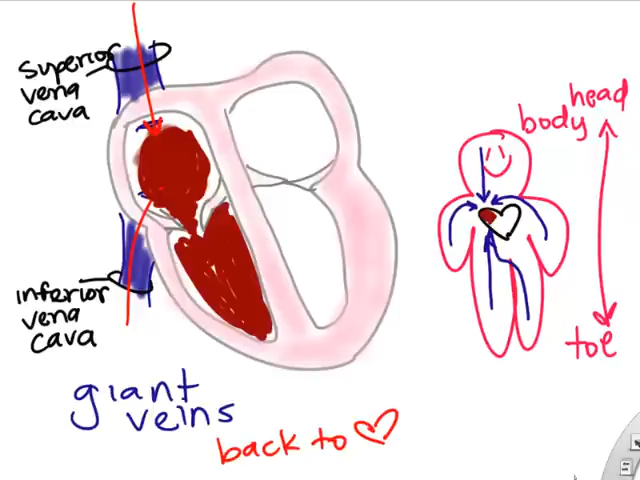 superior
vena
cava
inferior
vena
cava
giant
veins
back to
head
body
toe